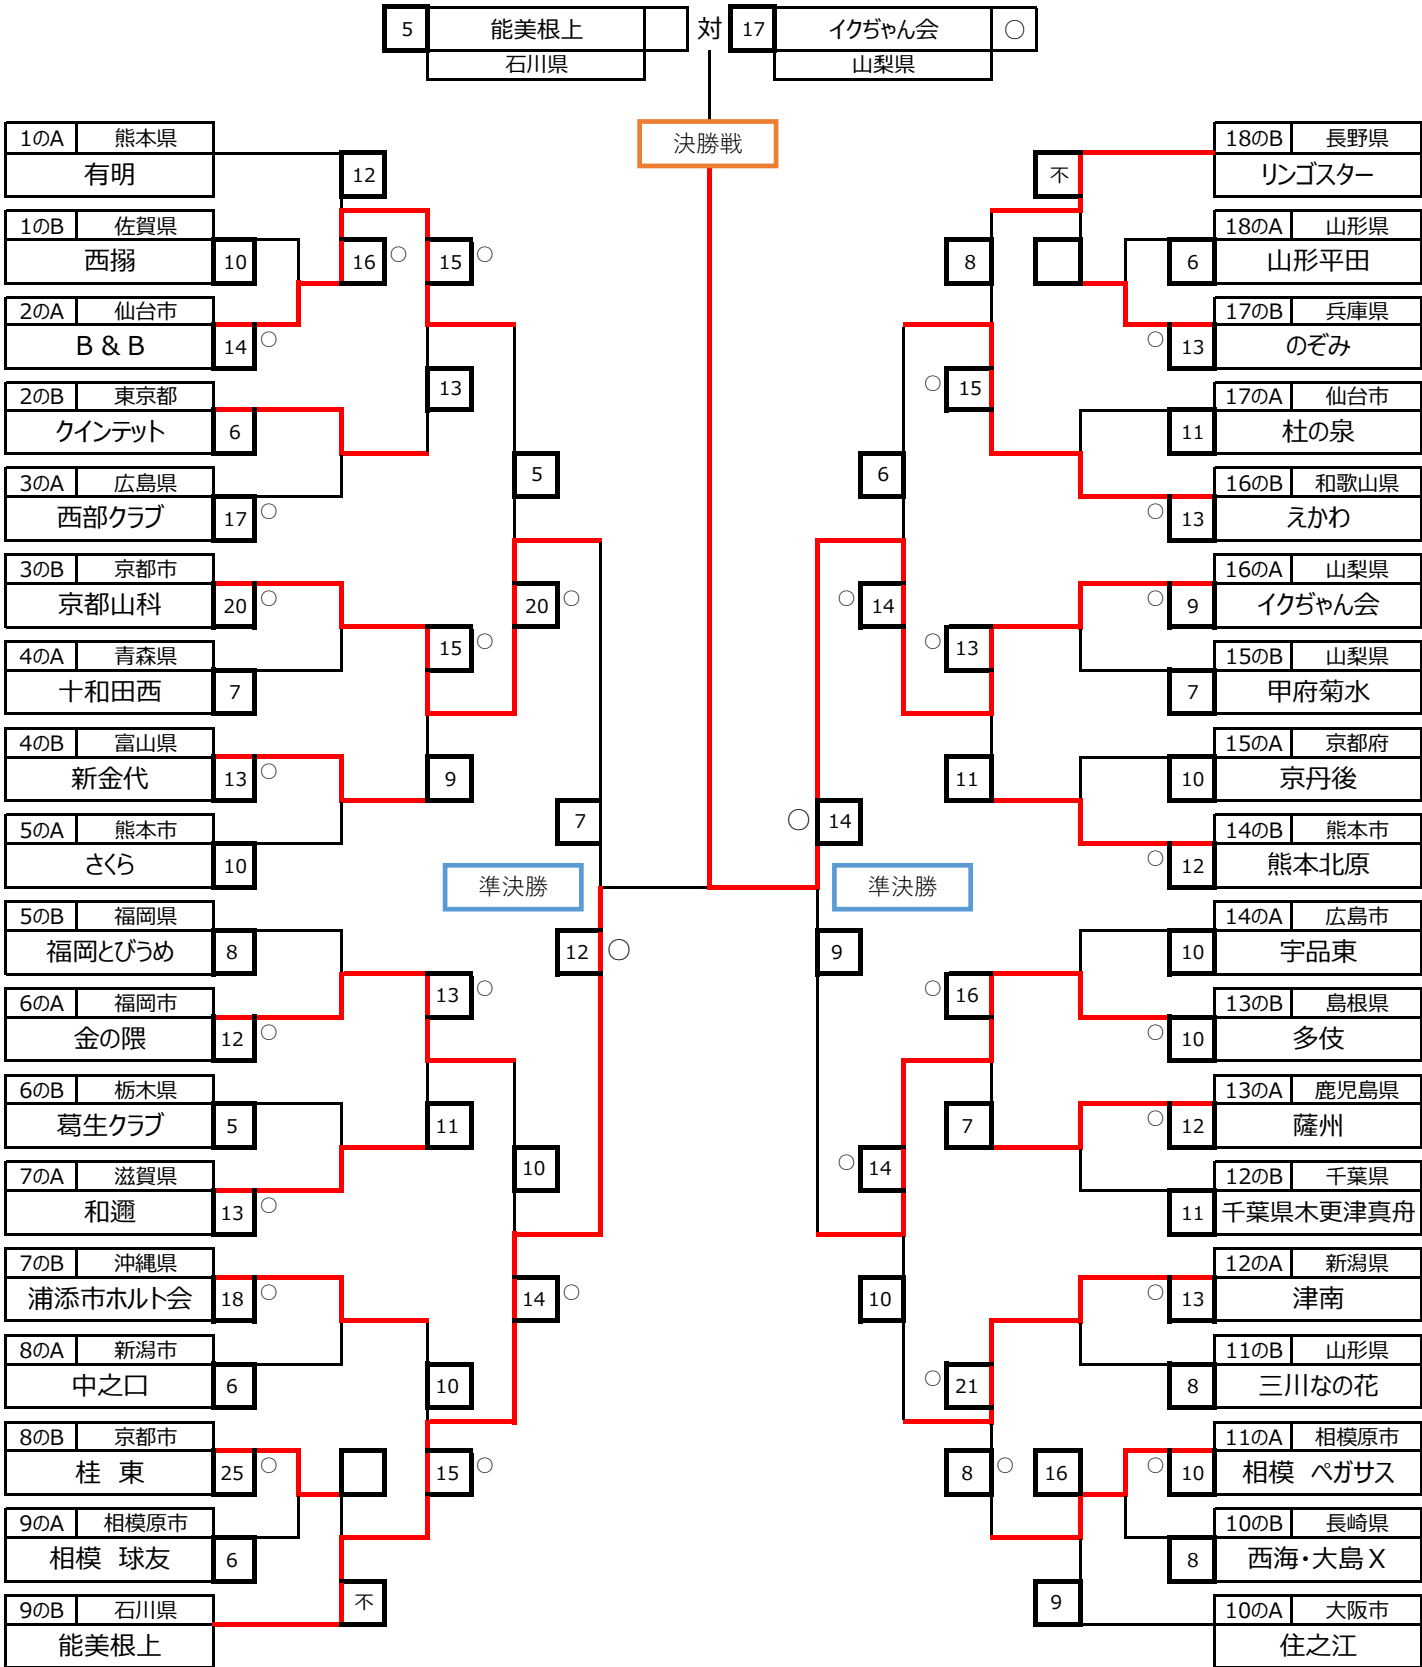 5 能美根上 対 17 イクぢゃん会 ○
石川県 山梨県
決勝戦
1のA 熊本県
有明 12
1のB 佐賀県
西搦 10
16 ○ 15 ○
2のA 仙台市
B & B 14 ○
13
2のB 東京都
クインテット 6
5
3のA 広島県
西部クラブ 17 ○
3のB 京都市
京都山科 20 ○
20 ○
15 ○
4のA 青森県
十和田西 7
4のB 富山県
新金代 13 ○
9
7
5のA 熊本市
さくら 10
準決勝
5のB 福岡県
福岡とびうめ 8
12 ○
13 ○
6のA 福岡市
金の隈 12 ○
6のB 栃木県
葛生クラブ 5
11
10
7のA 滋賀県
和邇 13 ○
7のB 沖縄県
浦添市ホルト会 18 ○
14 ○
8のA 新潟市
中之口 6
10
8のB 京都市
桂 東 25 ○
15 ○
9のA 相模原市
相模 球友 6
不
9のB 石川県
能美根上
18のB 長野県
不 リンゴスター
18のA 山形県
8
6 山形平田
17のB 兵庫県
○ 13 のぞみ
○ 15
17のA 仙台市
11 杜の泉
6
16のB 和歌山県
○ 13 えかわ
16のA 山梨県
○ 9 イクぢゃん会
○ 14
○ 13
15のB 山梨県
7 甲府菊水
15のA 京都府
11
10 京丹後
○ 14
14のB 熊本市
○ 12 熊本北原
準決勝
14のA 広島市
10 宇品東
9
○ 16
13のB 島根県
○ 10 多伎
13のA 鹿児島県
7
○ 12 薩州
○ 14
12のB 千葉県
11 千葉県木更津真舟
12のA 新潟県
○ 13 津南
10
11のB 山形県
○ 21
8 三川なの花
11のA 相模原市
8 ○ 16
○ 10 相模 ペガサス
10のB 長崎県
8 西海・大島X
9
10のA 大阪市
住之江